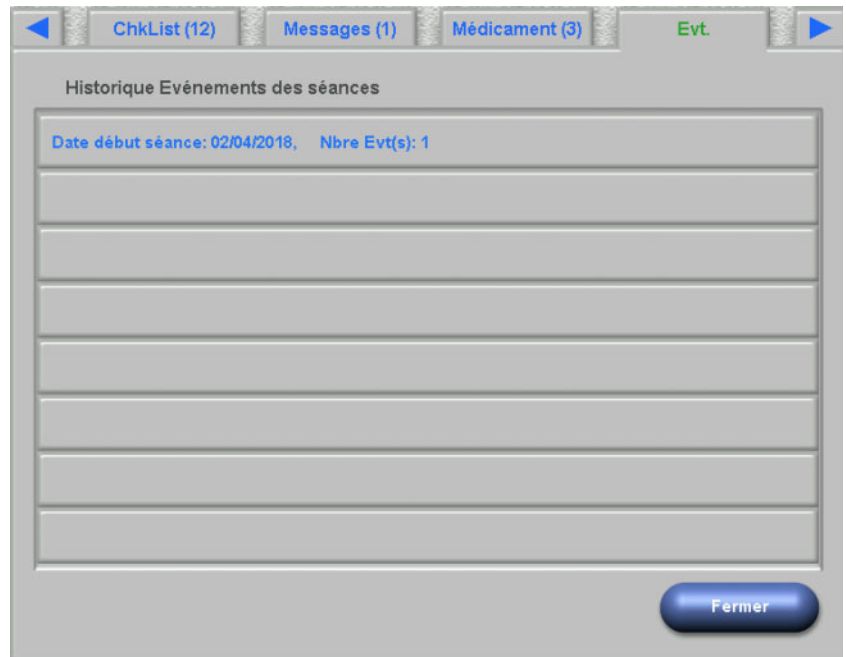 ChkList (12) Messages (1) Médicament (3) Evt.
Historique Evénements des séances
Date début séance: 02/04/2018, Nbre Evt(s): 1
Fermer